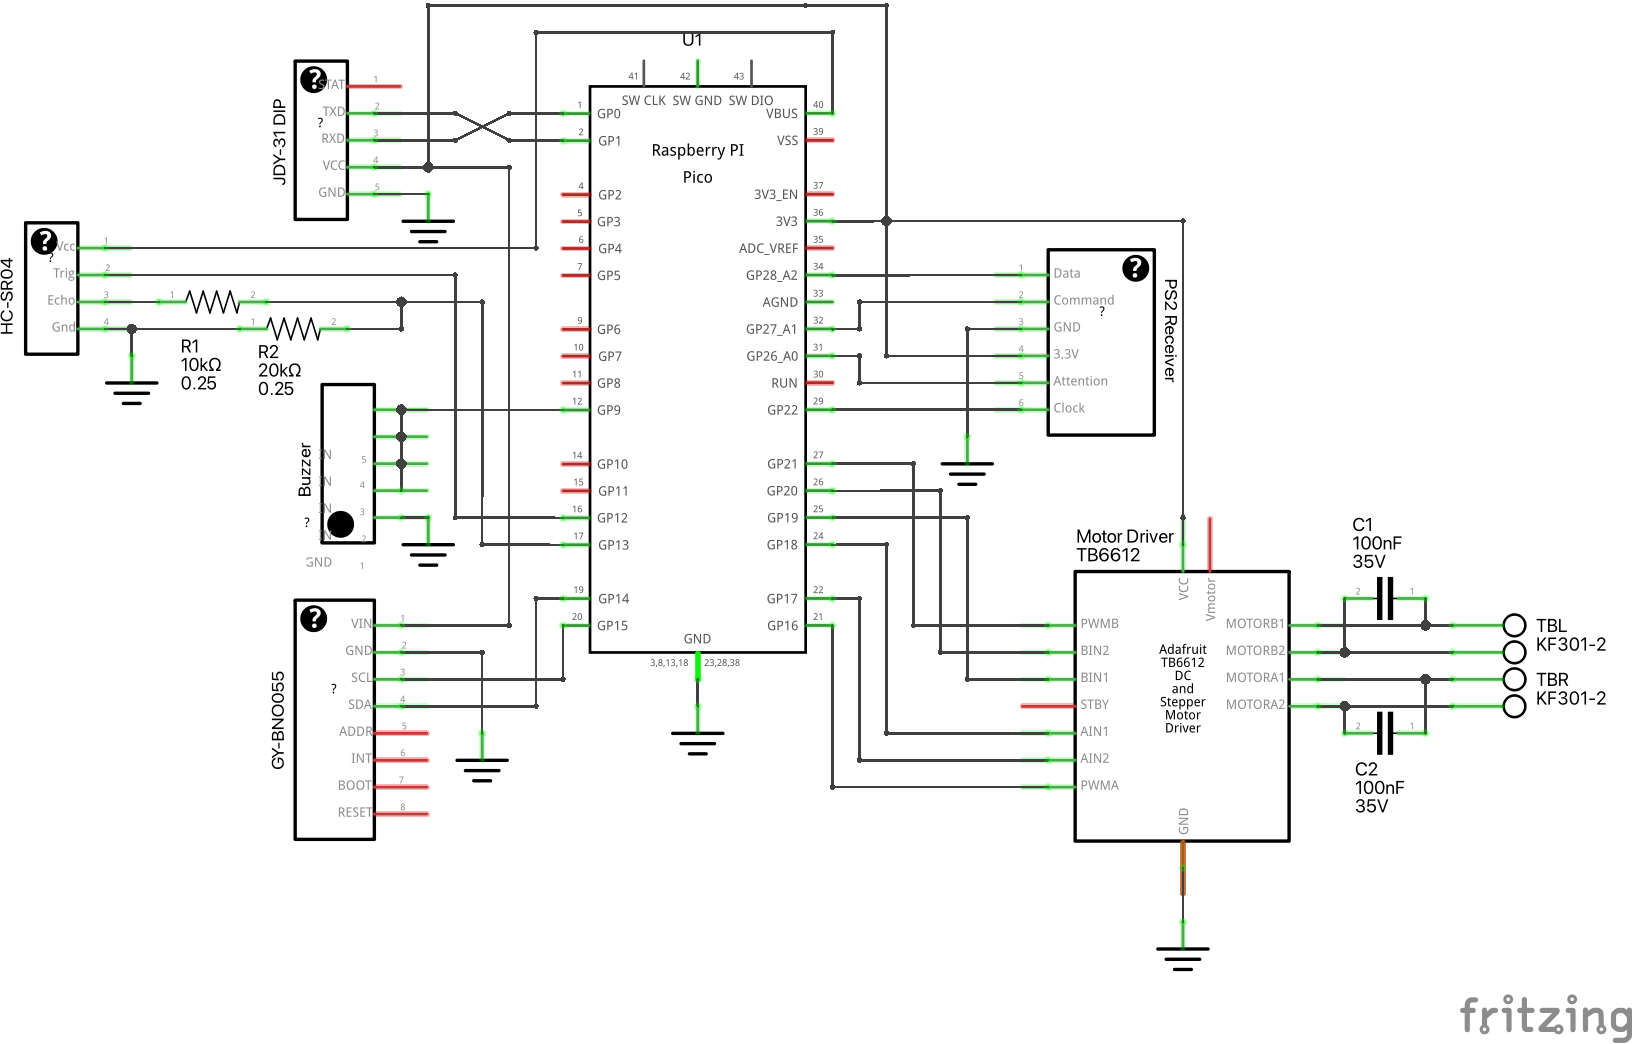 U1
41
42
43
SW CLK
SW GND
SW DIO
Raspberry PI
Pico
1
GP0
2
GP1
4
GP2
5
GP3
6
GP4
7
GP5
9
GP6
10
GP7
11
GP8
12
GP9
14
GP10
15
GP11
16
GP12
17
GP13
19
GP14
20
GP15
VBUS
40
VSS
39
3V3_EN
37
3V3
36
ADC_VREF
35
GP28_A2
34
AGND
33
GP27_A1
32
GP26_A0
31
RUN
30
GP22
29
GP21
27
GP20
26
GP19
25
GP18
24
GP17
22
GP16
21
GND
3,8,13,18
23,28,38
JDY-31 DIP
?
?
STAT
1
TXD
2
RXD
3
VCC
4
GND
5
HC-SR04
?
?
Vcc
1
Trig
2
Echo
3
Gnd
4
1
2
R1
10kΩ
0.25
1
2
R2
20kΩ
0.25
Buzzer
?
IN
5
IN
4
IN
3
IN
2
GND
1
GY-BNO055
?
?
VIN
1
GND
2
SCL
3
SDA
4
ADDR
5
INT
6
BOOT
7
RESET
8
PS2 Receiver
?
?
1
Data
2
Command
3
GND
4
3.3V
5
Attention
6
Clock
Motor Driver
TB6612
VCC
Vmotor
PWMB
BIN2
BIN1
STBY
AIN1
AIN2
PWMA
Adafruit
TB6612
DC
and
Stepper
Motor
Driver
MOTORB1
MOTORB2
MOTORA1
MOTORA2
GND
C1
100nF
35V
2
1
TBL
KF301-2
TBR
KF301-2
2
1
C2
100nF
35V
fritzing